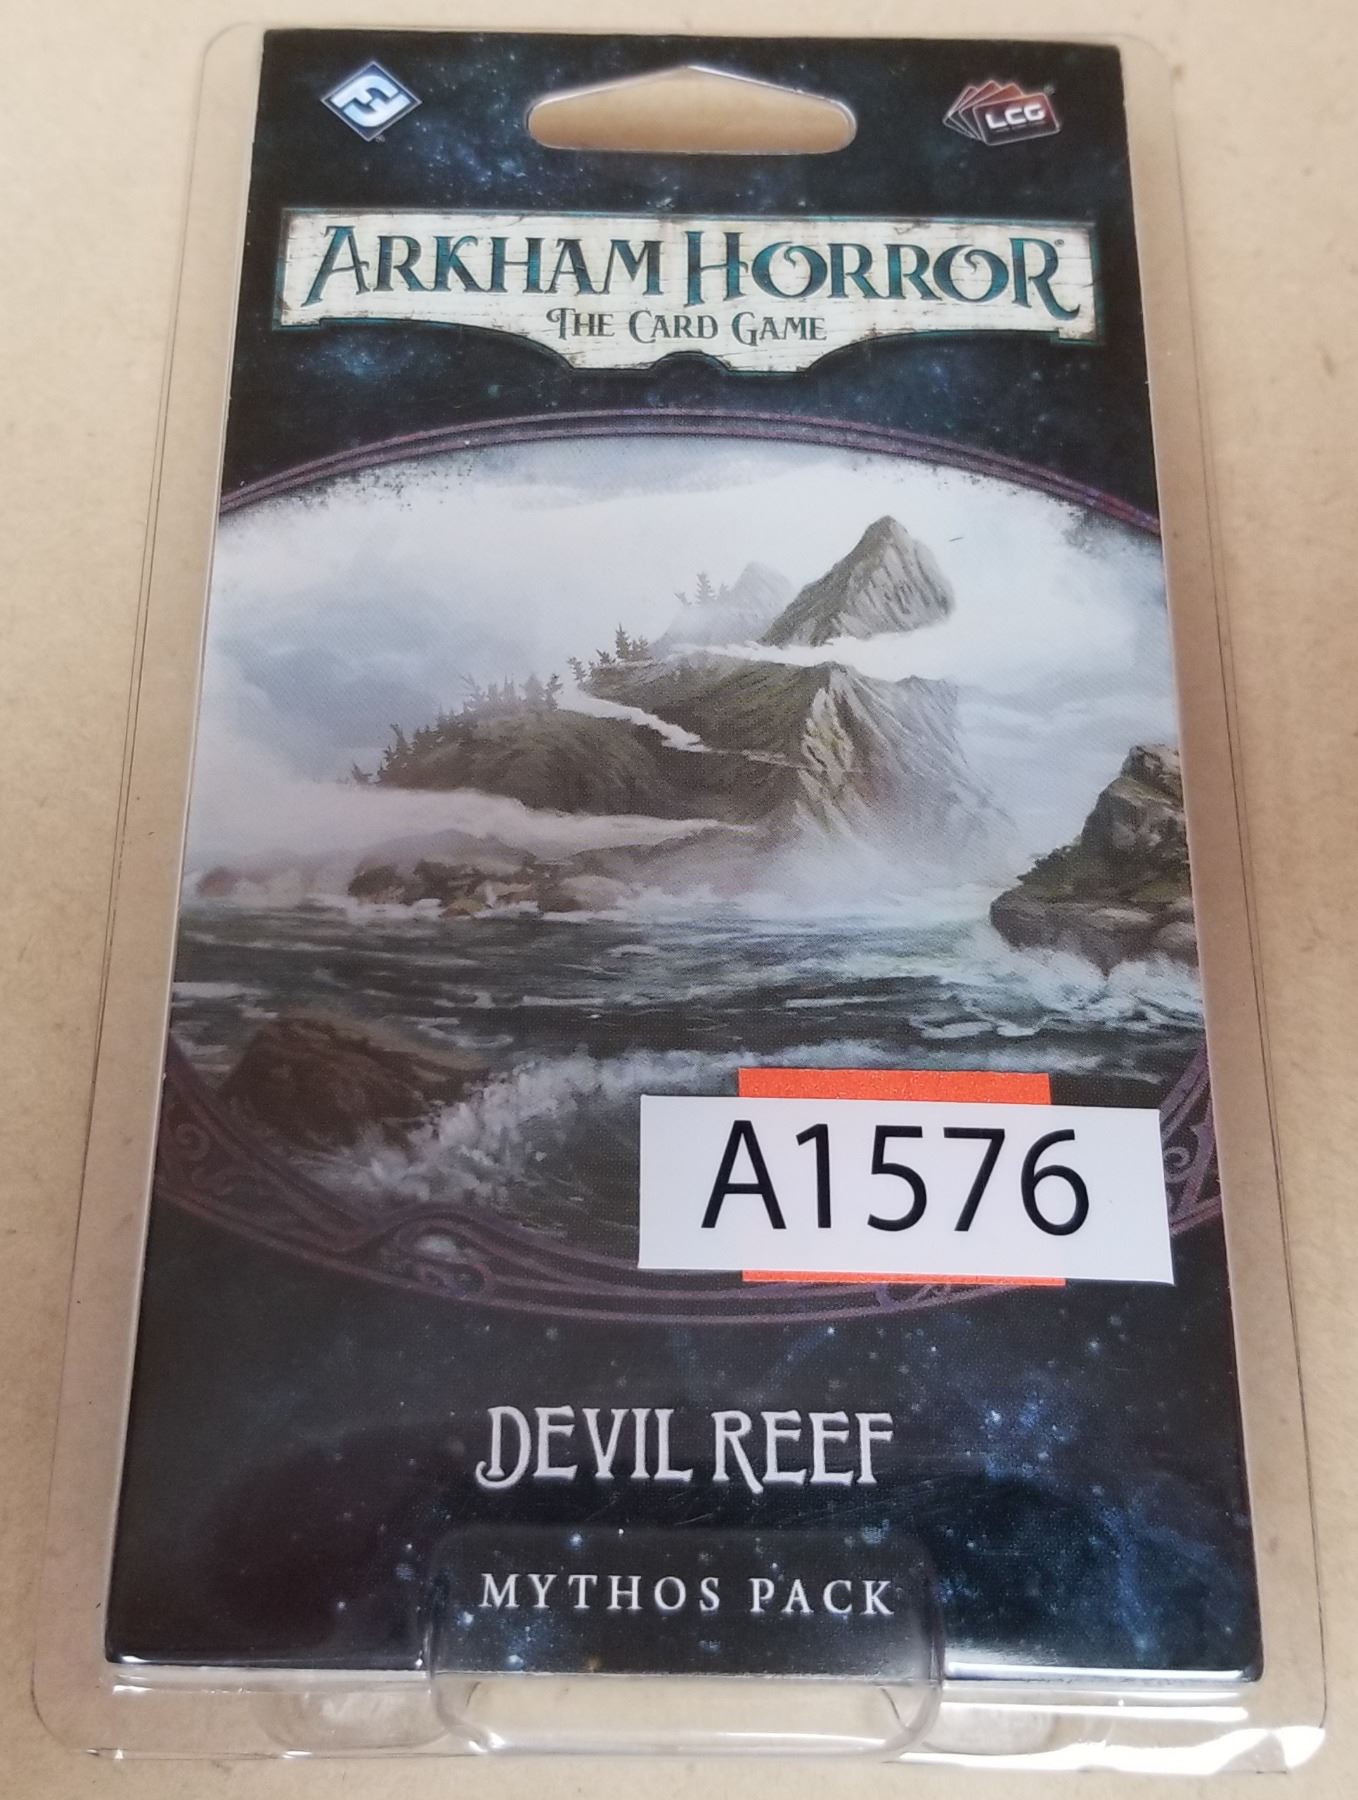 LCG
ARKHAM HORROR
THE CARD GAME
A1576
DEVIL REEF
MYTHOS PACK